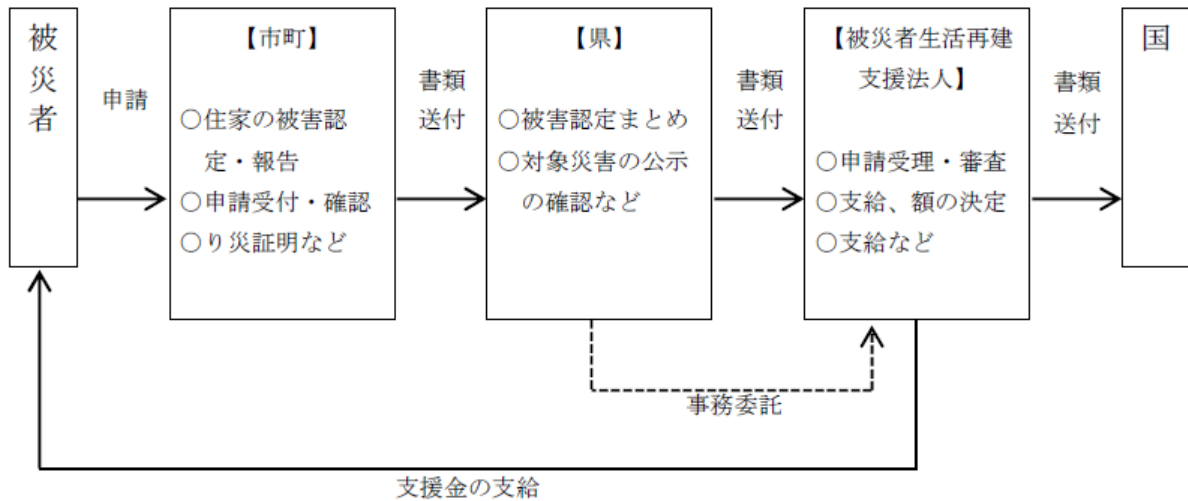 被災者
申請
【市町】
○住家の被害認
定・報告
○申請受付・確認
○り災証明など
書類
送付
【県】
○被害認定まとめ
○対象災害の公示
の確認など
書類
送付
【被災者生活再建
支援法人】
○申請受理・審査
○支給、額の決定
○支給など
書類
送付
国
事務委託
支援金の支給